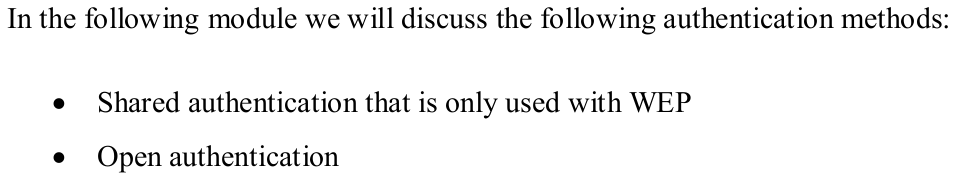 In the following module we will discuss the following authentication methods:
• Shared authentication that is only used with WEP
• Open authentication